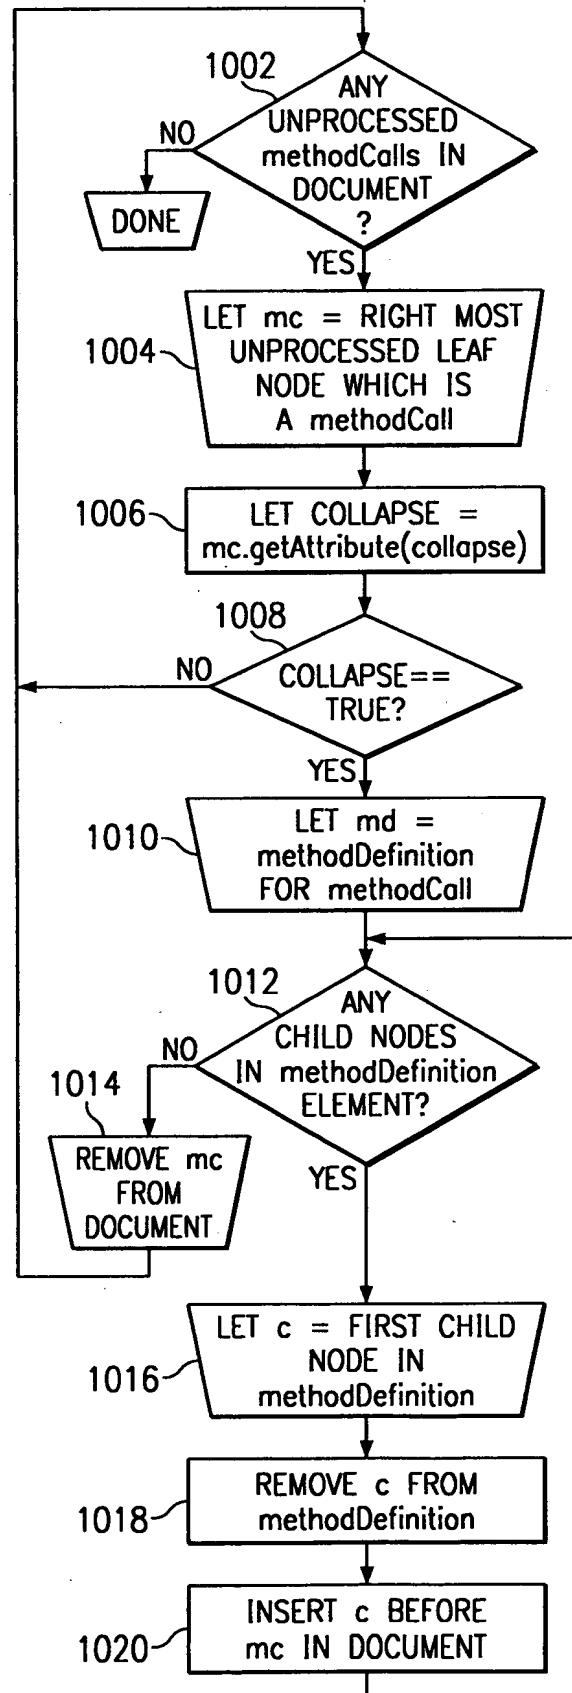 1002
ANY
UNPROCESSED
methodCalls IN
DOCUMENT
?
NO
DONE
YES
1004
LET mc = RIGHT MOST
UNPROCESSED LEAF
NODE WHICH IS
A methodCall
1006
LET COLLAPSE =
mc.getAttribute(collapse)
1008
NO
COLLAPSE==
TRUE?
YES
1010
LET md =
methodDefinition
FOR methodCall
1012
ANY
CHILD NODES
IN methodDefinition
ELEMENT?
NO
1014
REMOVE mc
FROM
DOCUMENT
YES
1016
LET c = FIRST CHILD
NODE IN
methodDefinition
1018
REMOVE c FROM
methodDefinition
1020
INSERT c BEFORE
mc IN DOCUMENT